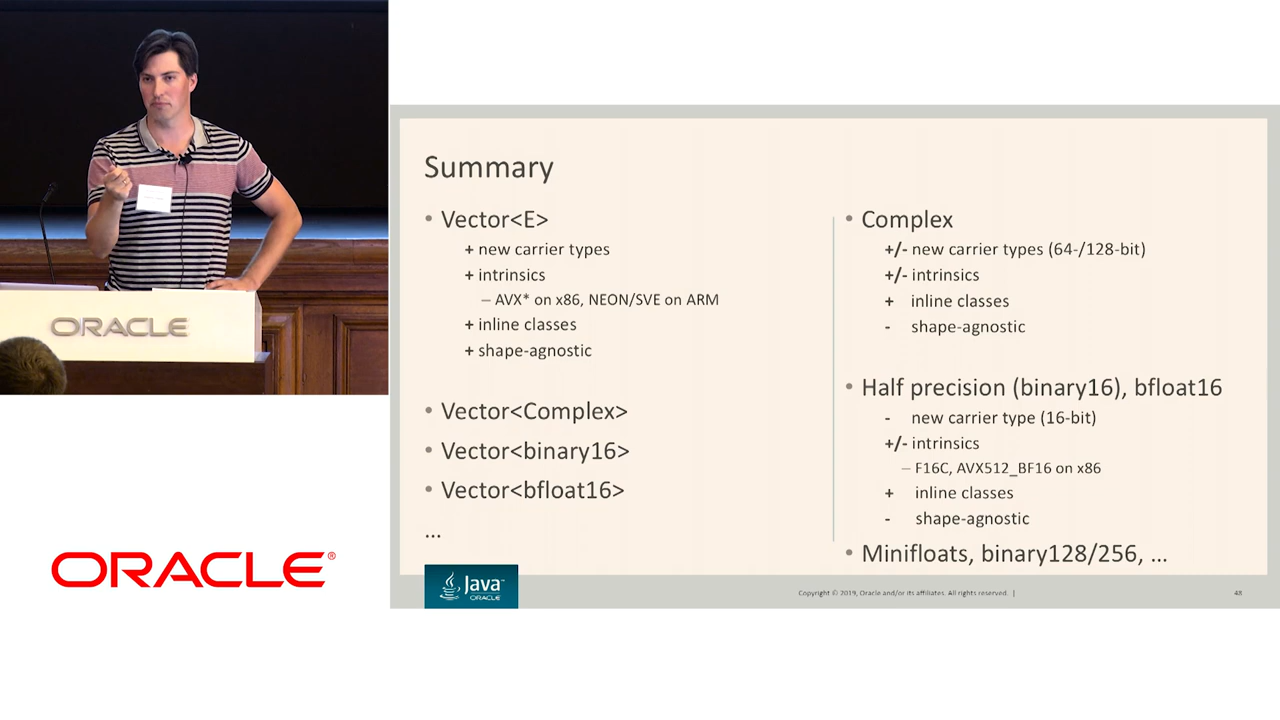 ORACLE
ORACLE®
Summary
• Vector<E>
+ new carrier types
+ intrinsics
– AVX* on x86, NEON/SVE on ARM
+ inline classes
+ shape-agnostic
• Vector<Complex>
• Vector<binary16>
• Vector<bfloat16>
...
• Complex
+/- new carrier types (64-/128-bit)
+/- intrinsics
+ inline classes
- shape-agnostic
• Half precision (binary16), bfloat16
- new carrier type (16-bit)
+/- intrinsics
– F16C, AVX512_BF16 on x86
+ inline classes
- shape-agnostic
• Minifloats, binary128/256, ...
Java™
ORACLE
Copyright © 2019, Oracle and/or its affiliates. All rights reserved. |
48